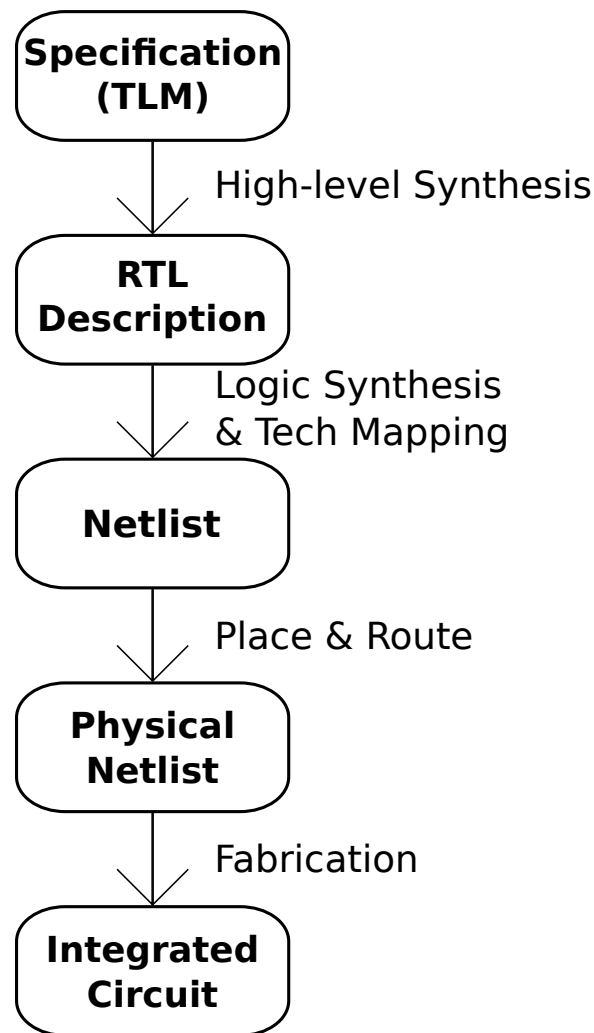 Specification
(TLM)
High-level Synthesis
RTL
Description
Logic Synthesis
& Tech Mapping
Netlist
Place & Route
Physical
Netlist
Fabrication
Integrated
Circuit